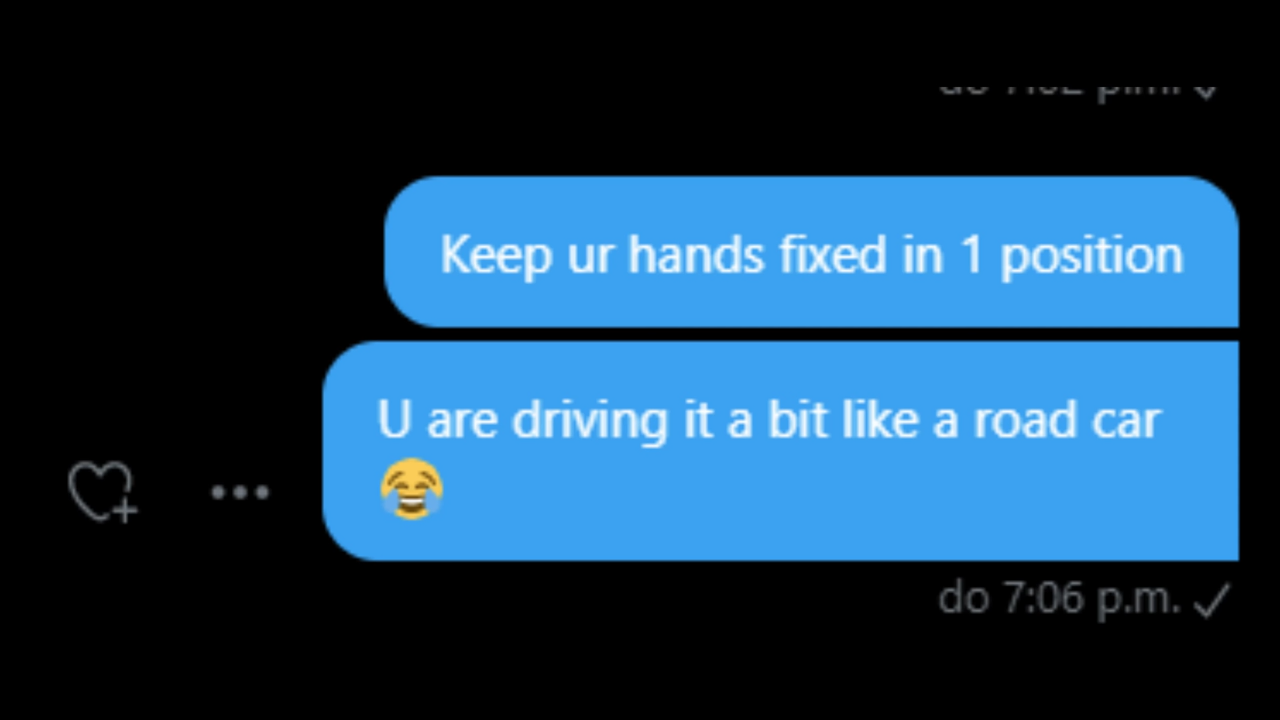 Keep ur hands fixed in 1 position
U are driving it a bit like a road car
😂
do 7:06 p.m.